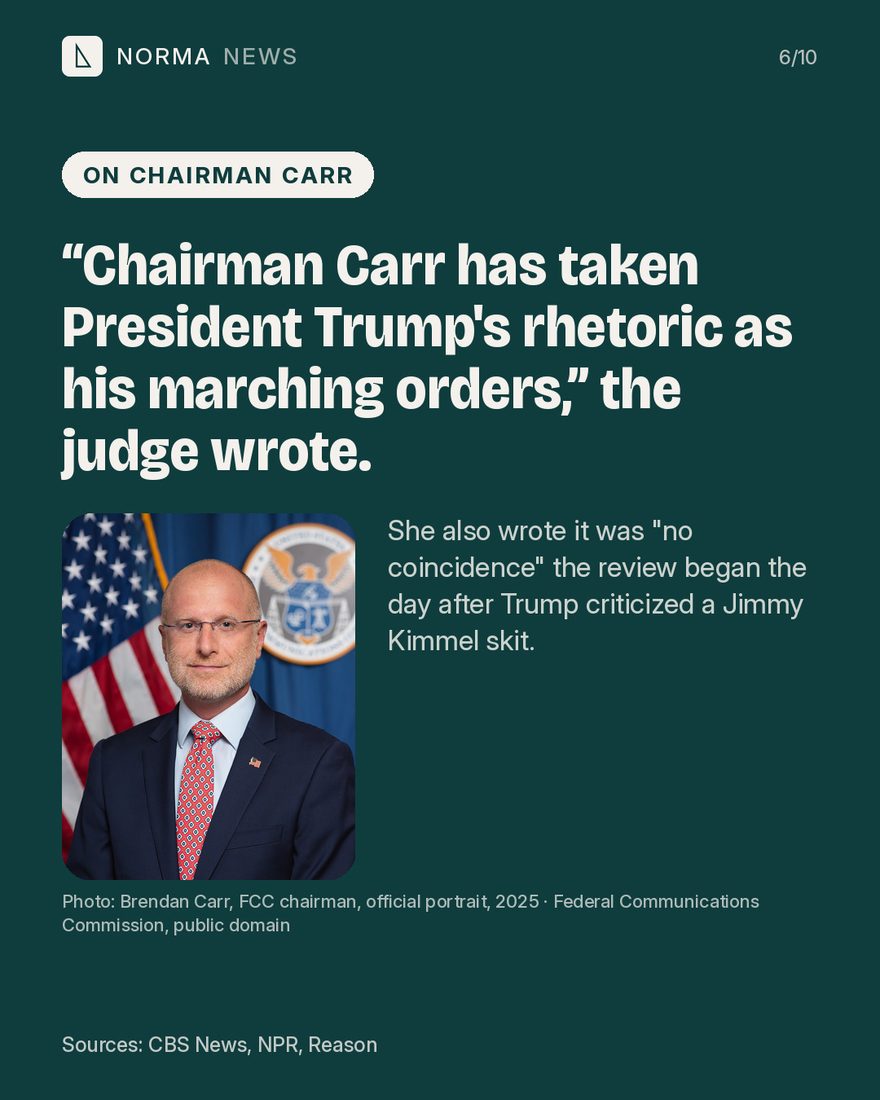 NORMA NEWS
6/10
ON CHAIRMAN CARR
“Chairman Carr has taken
President Trump's rhetoric as
his marching orders,” the
judge wrote.
She also wrote it was "no
coincidence" the review began the
day after Trump criticized a Jimmy
Kimmel skit.
Photo: Brendan Carr, FCC chairman, official portrait, 2025 · Federal Communications
Commission, public domain
Sources: CBS News, NPR, Reason